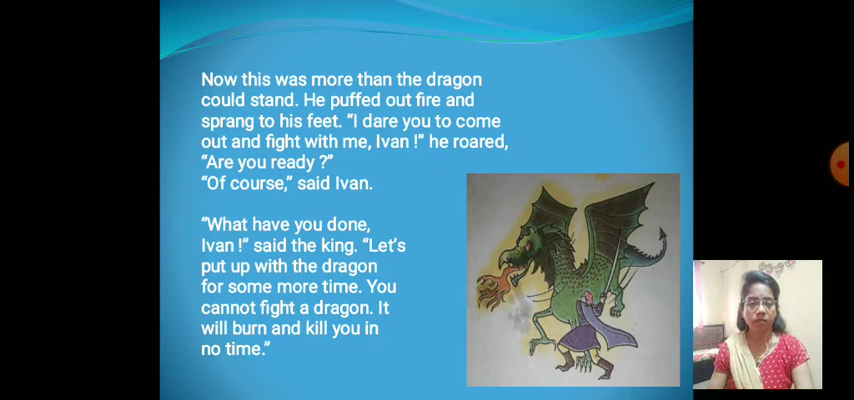 Now this was more than the dragon
could stand. He puffed out fire and
sprang to his feet. “I dare you to come
out and fight with me, Ivan !” he roared,
“Are you ready ?”
“Of course,” said Ivan.
“What have you done,
Ivan !” said the king. “Let’s
put up with the dragon
for some more time. You
cannot fight a dragon. It
will burn and kill you in
no time.”